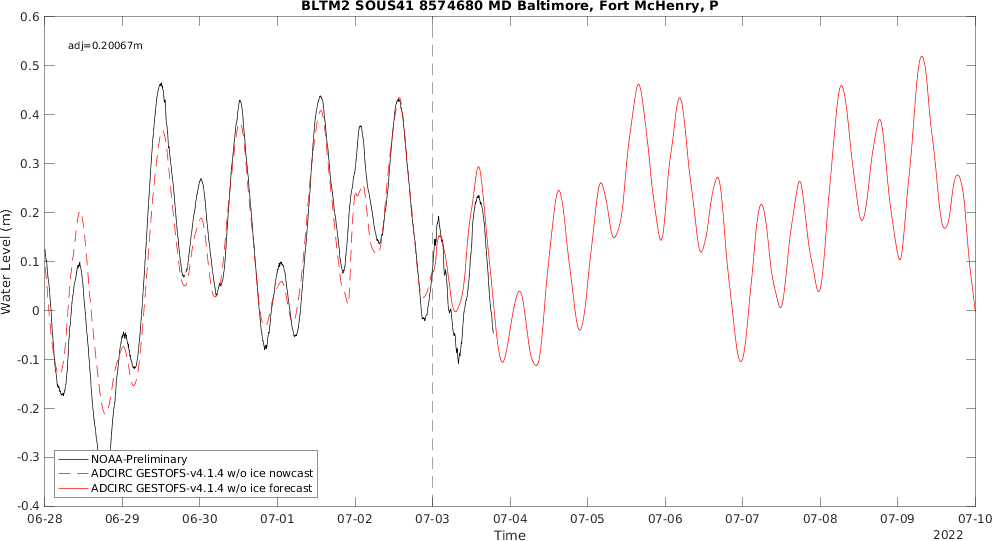 BLTM2 SOUS41 8574680 MD Baltimore, Fort McHenry, P
adj=0.20067m
0.6
0.5
0.4
0.3
0.2
0.1
0
-0.1
-0.2
-0.3
-0.4
Water Level (m)
NOAA-Preliminary
ADCIRC GESTOFS-v4.1.4 w/o ice nowcast
ADCIRC GESTOFS-v4.1.4 w/o ice forecast
06-28 06-29 06-30 07-01 07-02 07-03 07-04 07-05 07-06 07-07 07-08 07-09 07-10
Time
2022